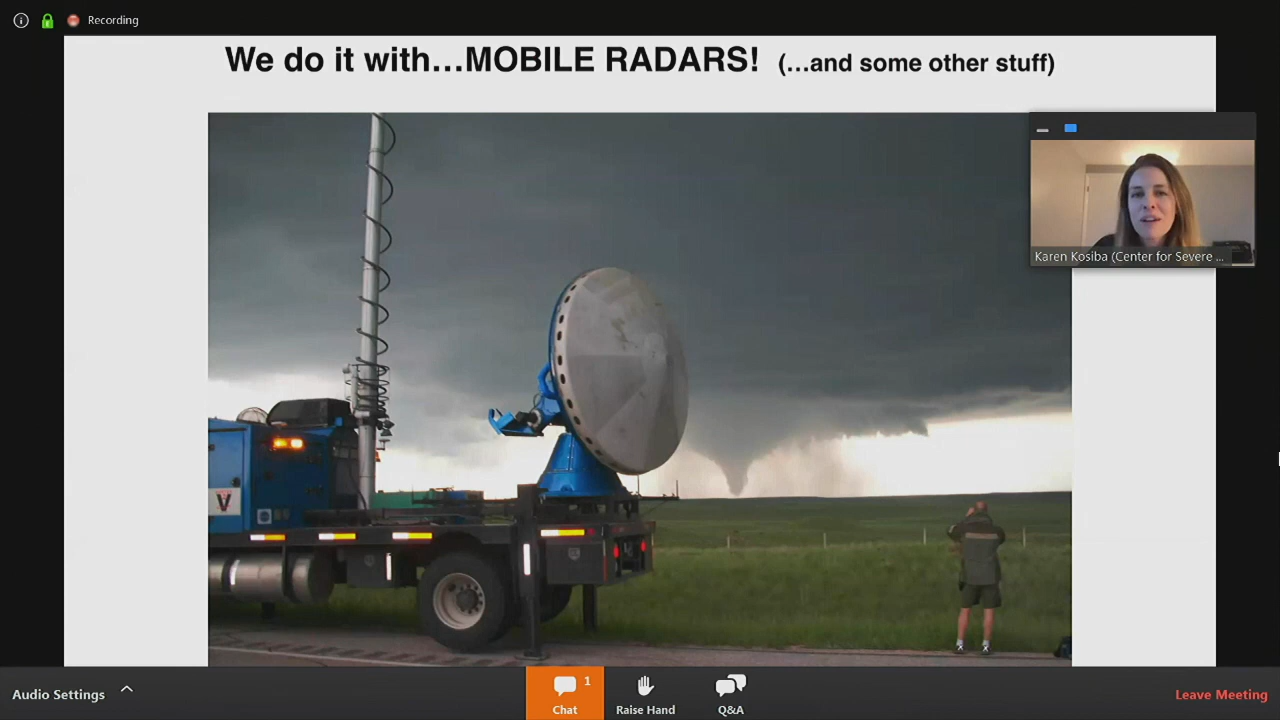 Recording
We do it with...MOBILE RADARS! (...and some other stuff)
Karen Kosiba (Center for Severe ...
V
Audio Settings
1
Chat
Raise Hand
Q&A
Leave Meeting